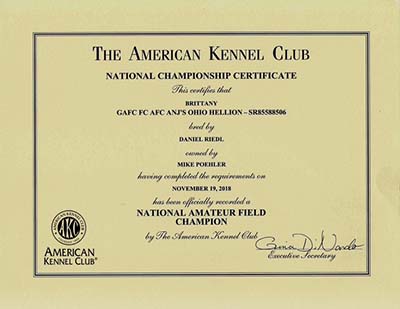 THE AMERICAN KENNEL CLUB
NATIONAL CHAMPIONSHIP CERTIFICATE
This certifies that
BRITTANY
GAFC FC AFC ANJ'S OHIO HELLION – SR85588506
bred by
DANIEL RIEDL
owned by
MIKE POEHLER
having completed the requirements on
NOVEMBER 19, 2018
has been officially recorded a
NATIONAL AMATEUR FIELD
CHAMPION
by The American Kennel Club
AKC
AMERICAN
KENNEL CLUB®
Executive Secretary